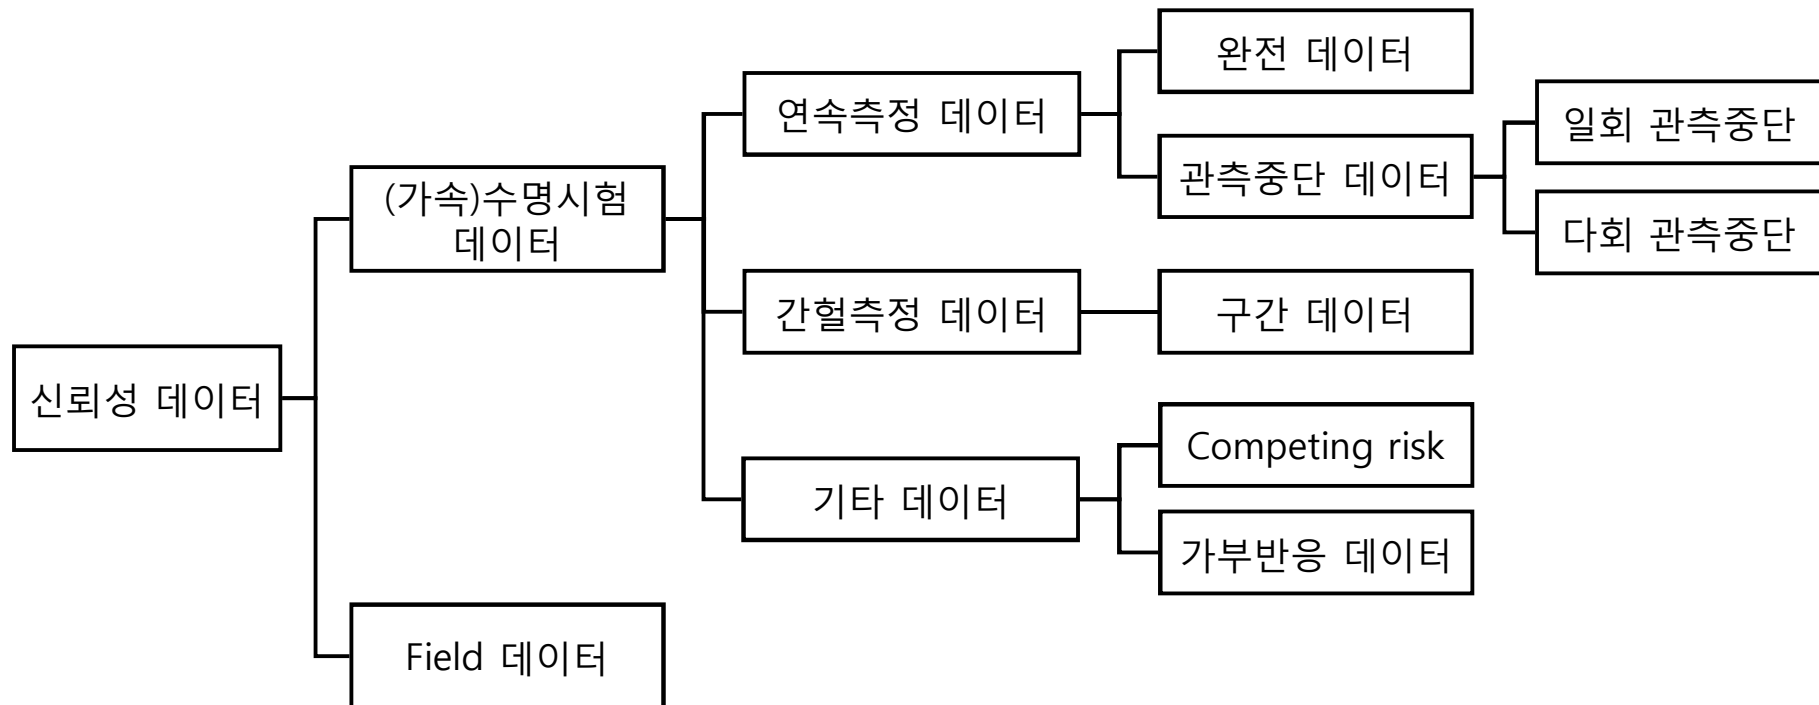 완전 데이터
연속측정 데이터
일회 관측중단
관측중단 데이터
(가속)수명시험
데이터
다회 관측중단
간헐측정 데이터
구간 데이터
신뢰성 데이터
Competing risk
기타 데이터
가부반응 데이터
Field 데이터